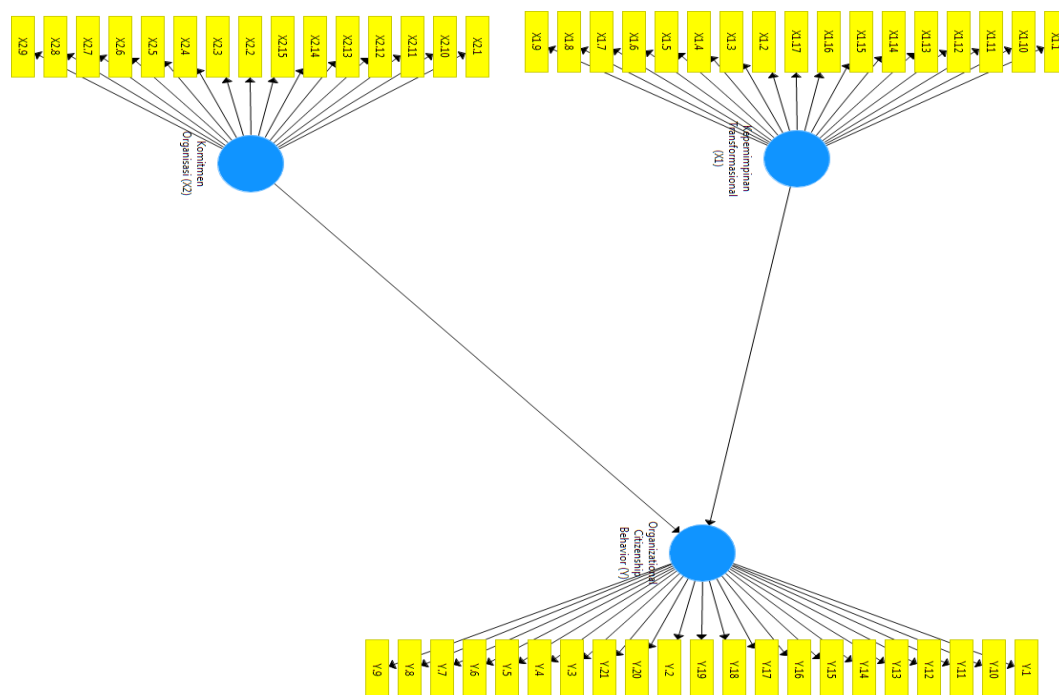 X2.9
X2.8
X2.7
X2.6
X2.5
X2.4
X2.3
X2.2
X2.15
X2.14
X2.13
X2.12
X2.11
X2.10
X2.1
X1.9
X1.8
X1.7
X1.6
X1.5
X1.4
X1.3
X1.2
X1.17
X1.16
X1.15
X1.14
X1.13
X1.12
X1.11
X1.10
X1.1
Komitmen
Organisasi (X2)
Kepemimpinan
Transformasional
(X1)
Organizational
Citizenship
Behavior (Y)
Y.9
Y.8
Y.7
Y.6
Y.5
Y.4
Y.3
Y.21
Y.20
Y.2
Y.19
Y.18
Y.17
Y.16
Y.15
Y.14
Y.13
Y.12
Y.11
Y.10
Y.1